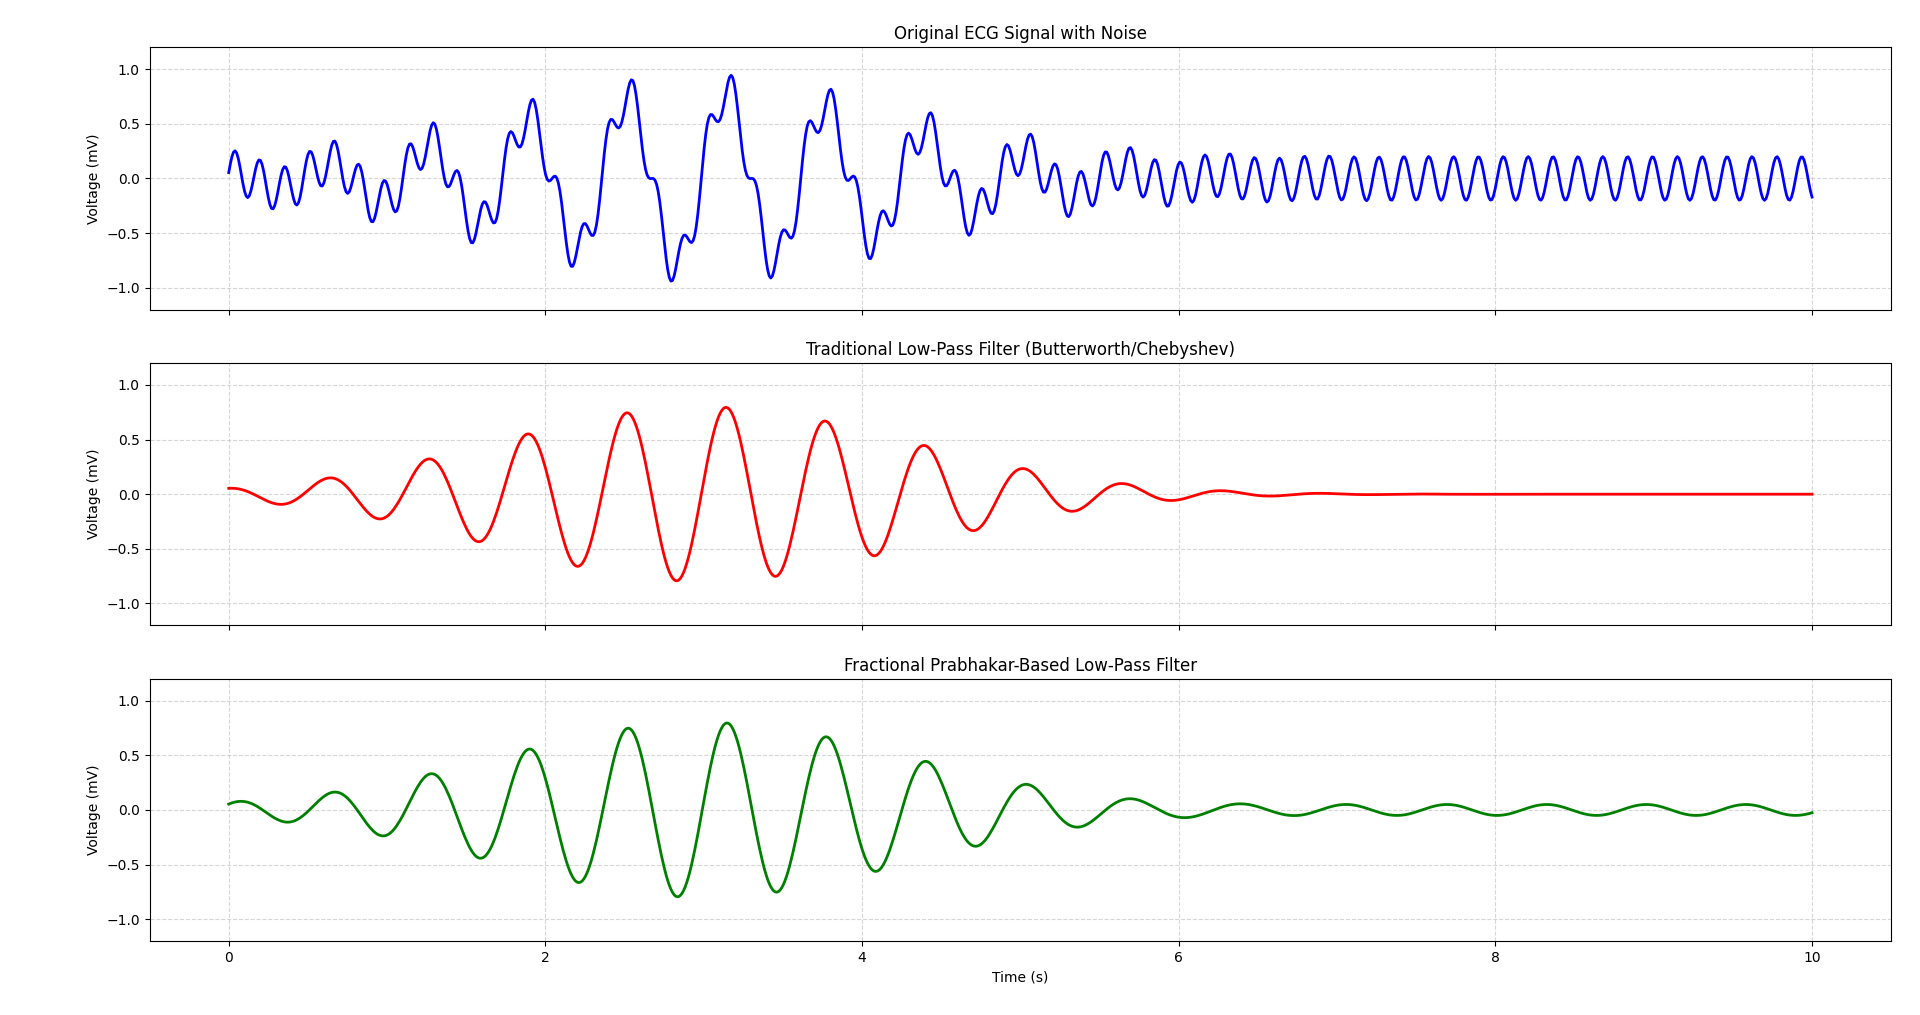 Original ECG Signal with Noise
1.0
0.5
0.0
−0.5
−1.0
Voltage (mV)
Traditional Low-Pass Filter (Butterworth/Chebyshev)
1.0
0.5
0.0
−0.5
−1.0
Voltage (mV)
Fractional Prabhakar-Based Low-Pass Filter
1.0
0.5
0.0
−0.5
−1.0
Voltage (mV)
0 2 4 6 8 10
Time (s)